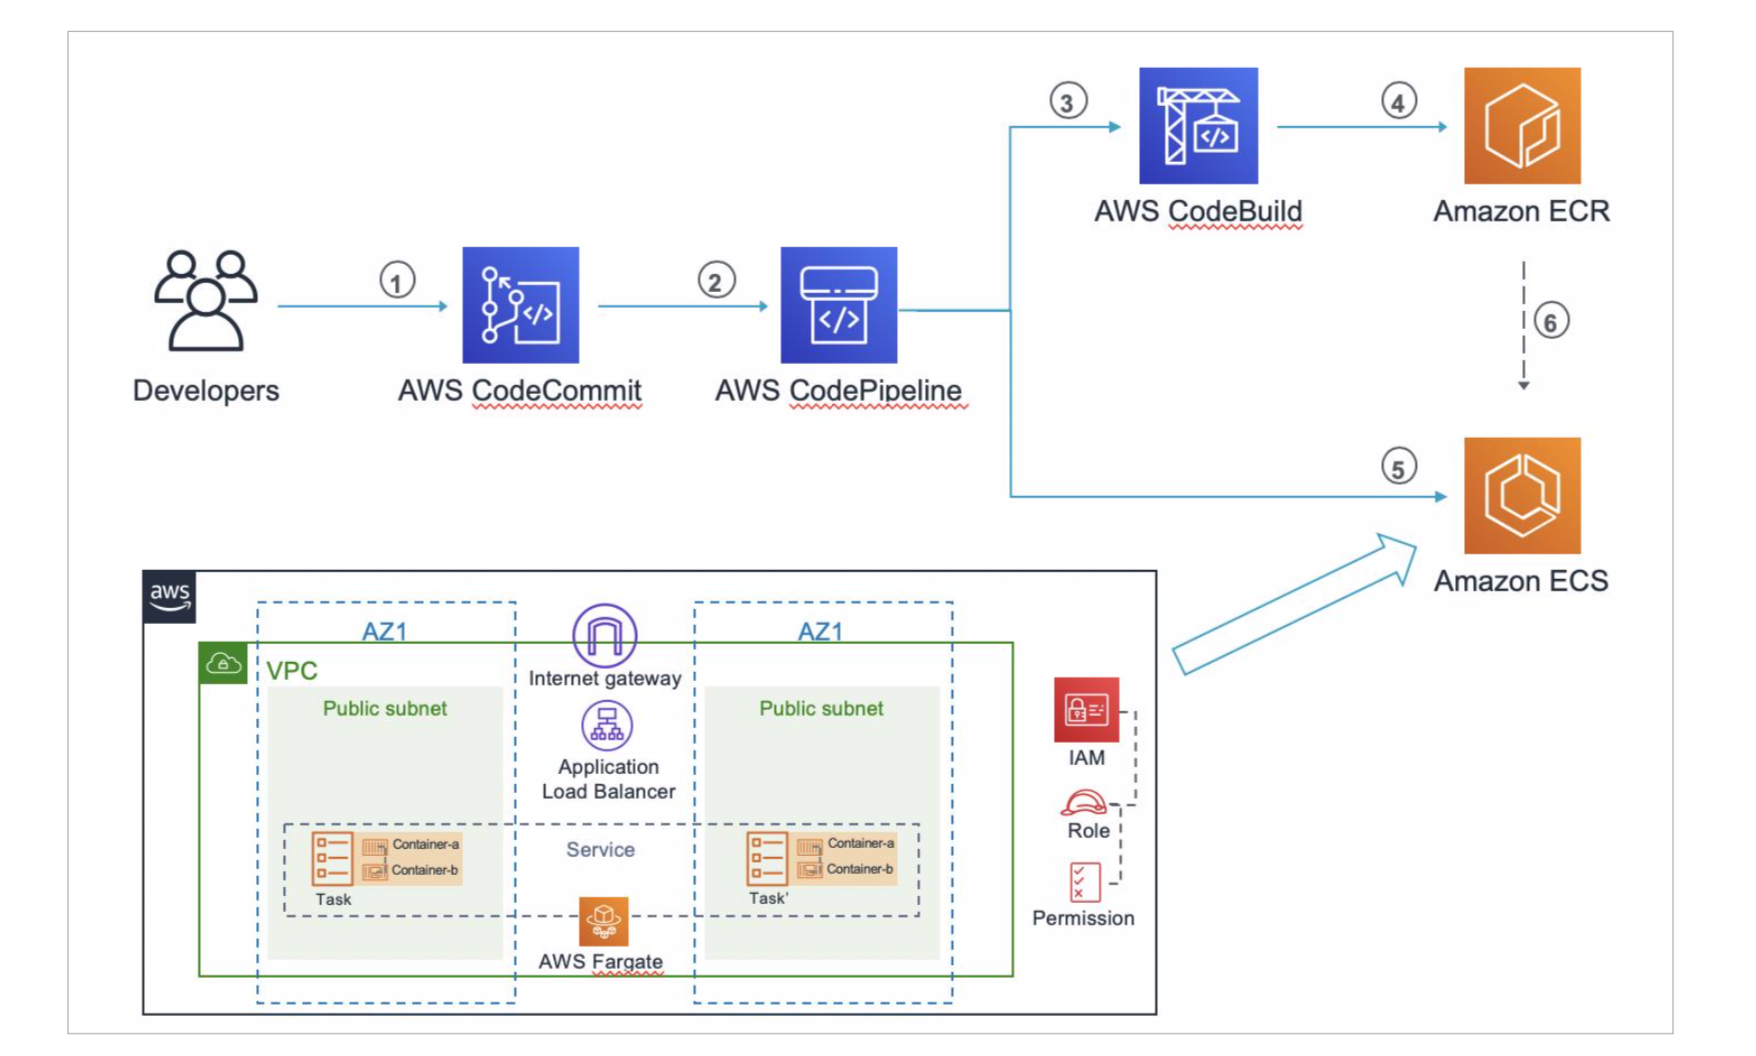 3
4
AWS CodeBuild
Amazon ECR
1
2
Developers
AWS CodeCommit
AWS CodePipeline
6
5
Amazon ECS
aws
AZ1
AZ1
VPC
Internet gateway
Public subnet
Public subnet
Application
Load Balancer
IAM
Role
Service
Container-a
Container-b
Task
Container-a
Container-b
Task'
Permission
AWS Fargate